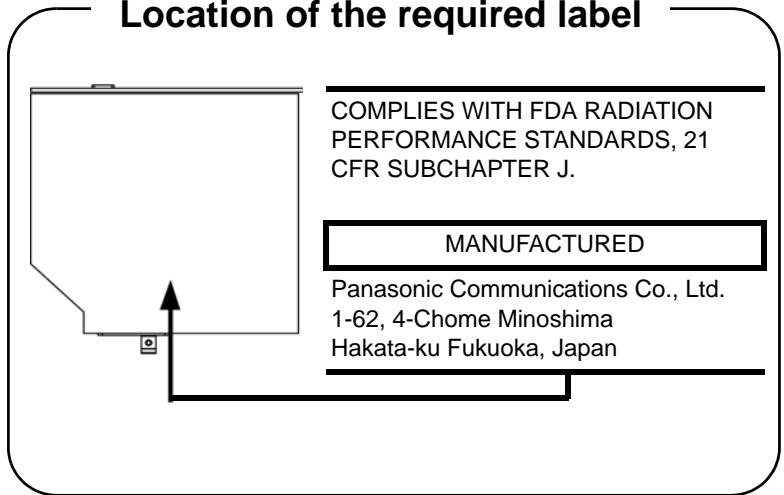 Location of the required label
COMPLIES WITH FDA RADIATION
PERFORMANCE STANDARDS, 21
CFR SUBCHAPTER J.
MANUFACTURED
Panasonic Communications Co., Ltd.
1-62, 4-Chome Minoshima
Hakata-ku Fukuoka, Japan